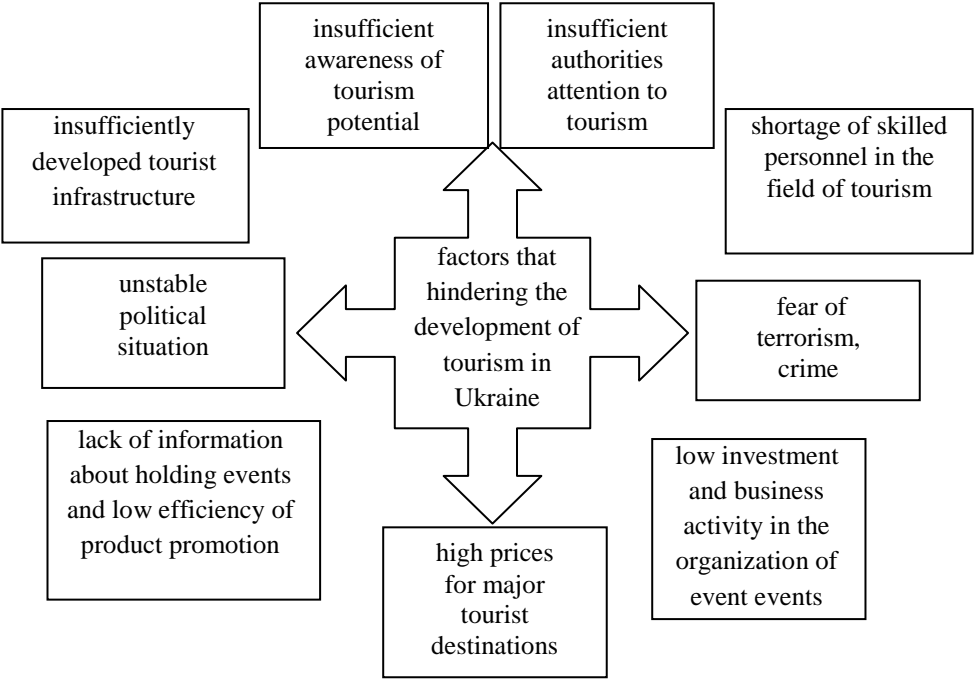 insufficient
awareness of
tourism
potential
insufficient
authorities
attention to
tourism
insufficiently
developed tourist
infrastructure
shortage of skilled
personnel in the
field of tourism
unstable
political
situation
factors that
hindering the
development of
tourism in
Ukraine
fear of
terrorism,
crime
lack of information
about holding events
and low efficiency of
product promotion
low investment
and business
activity in the
organization of
event events
high prices
for major
tourist
destinations